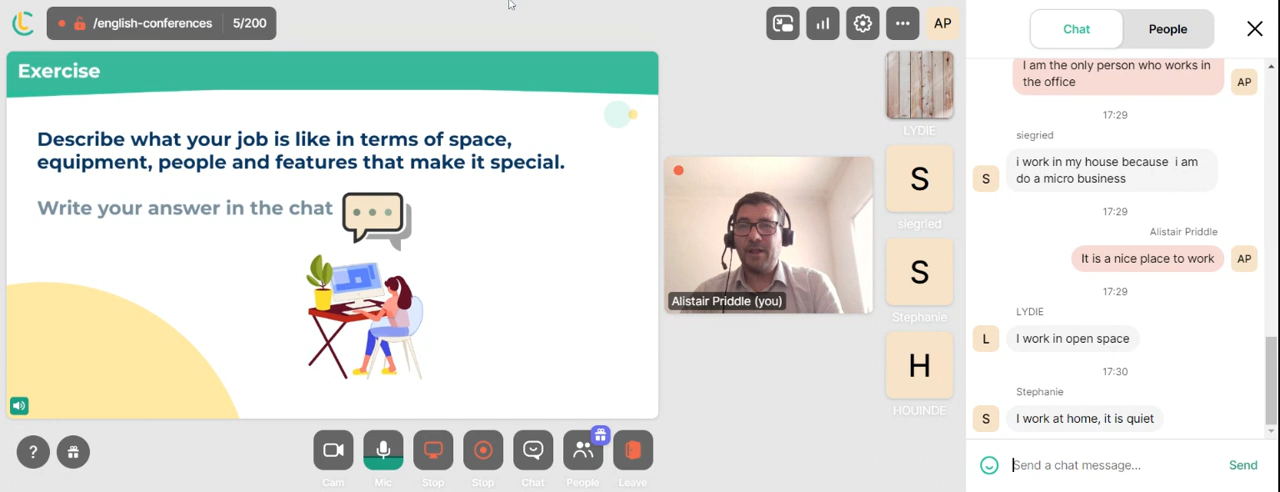 /english-conferences 5/200
AP
Exercise
Describe what your job is like in terms of space,
equipment, people and features that make it special.
Write your answer in the chat
Alistair Priddle (you)
LYDIE
S
siegried
S
Stephanie
H
HOUINDE
?
Cam
Mic
Stop
Stop
Chat
People
Leave
Chat
People
I am the only person who works in
the office
AP
17:29
siegried
i work in my house because i am
do a micro business
S
17:29
Alistair Priddle
It is a nice place to work
AP
17:29
LYDIE
L
I work in open space
17:30
Stephanie
S
I work at home, it is quiet
Send a chat message...
Send